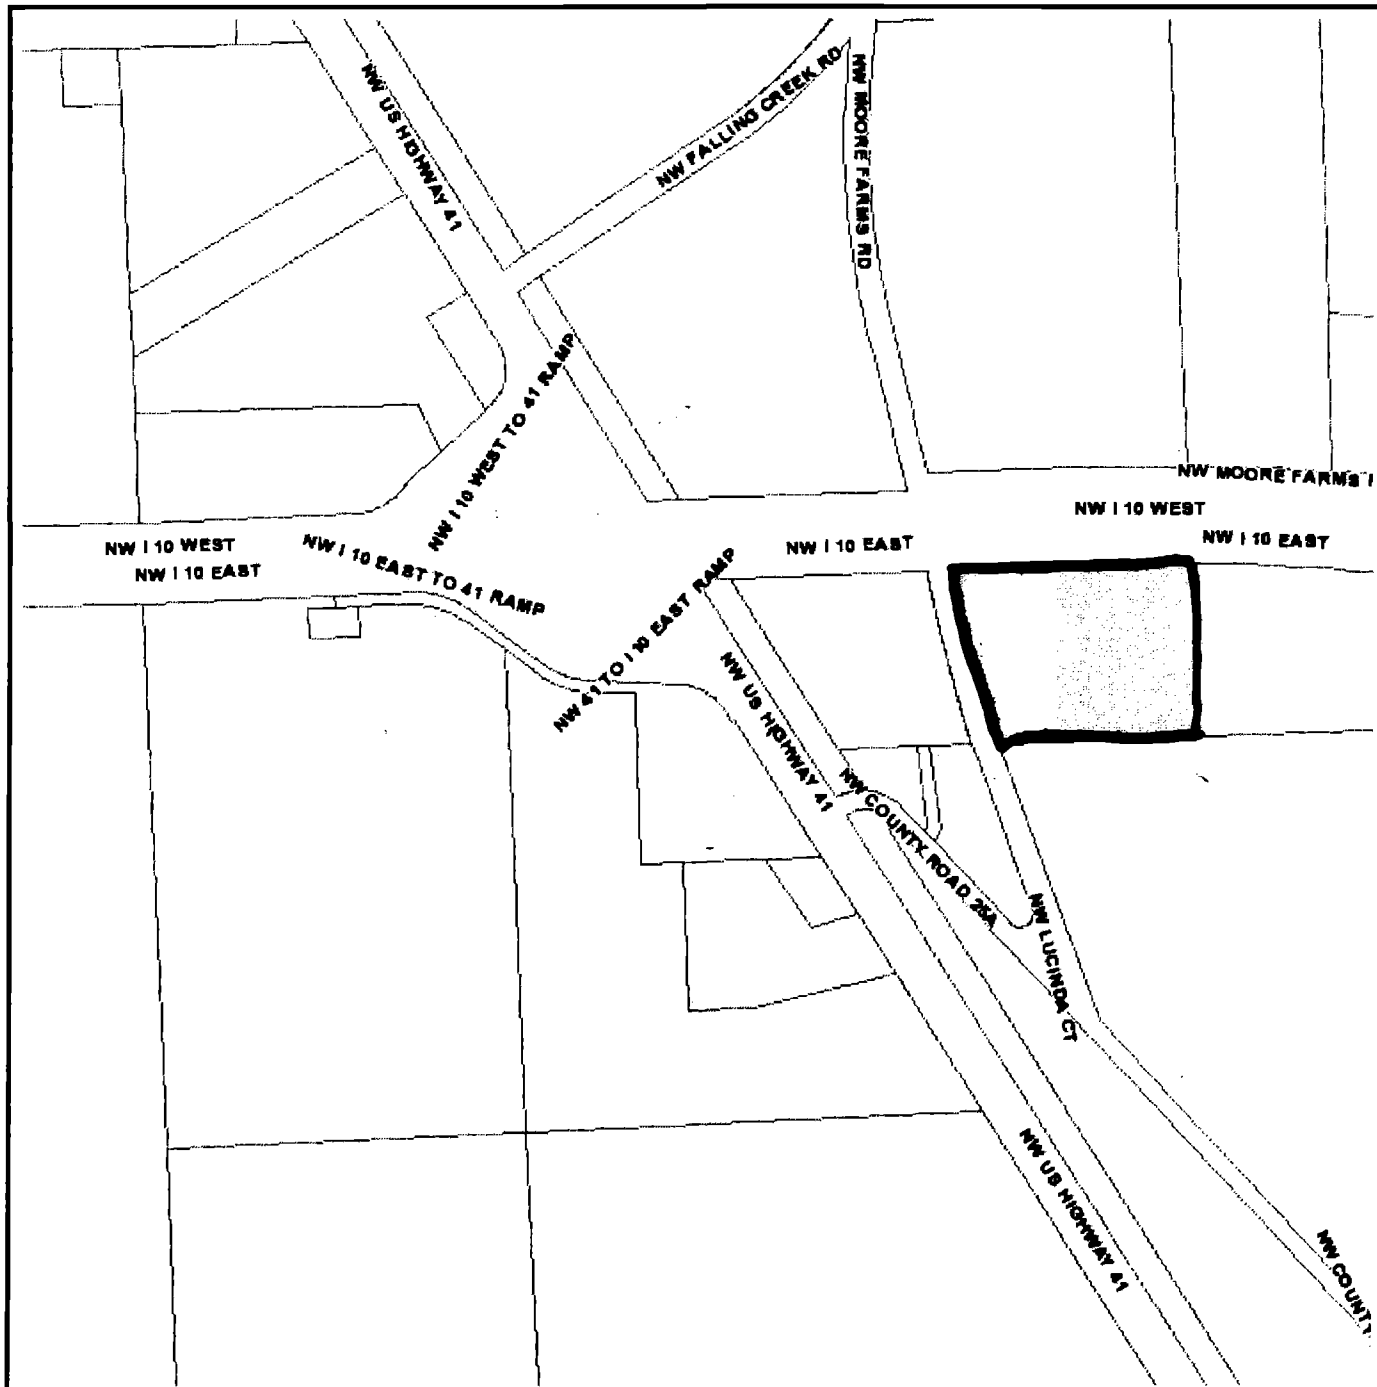 NW US HIGHWAY 41
NW FALLING CREEK RD
NW MOORE FARMS RD
NW I 10 WEST TO 41 RAMP
NW MOORE FARMS
NW I 10 WEST
NW I 10 EAST
NW I 10 EAST
NW I 10 WEST
NW I 10 EAST
NW I 10 EAST TO 41 RAMP
NW 41 TO I 10 EAST RAMP
NW US HIGHWAY 41
NW COUNTY ROAD 25A
NW LUCINDA CT
NW US HIGHWAY 41
NW COUNTY